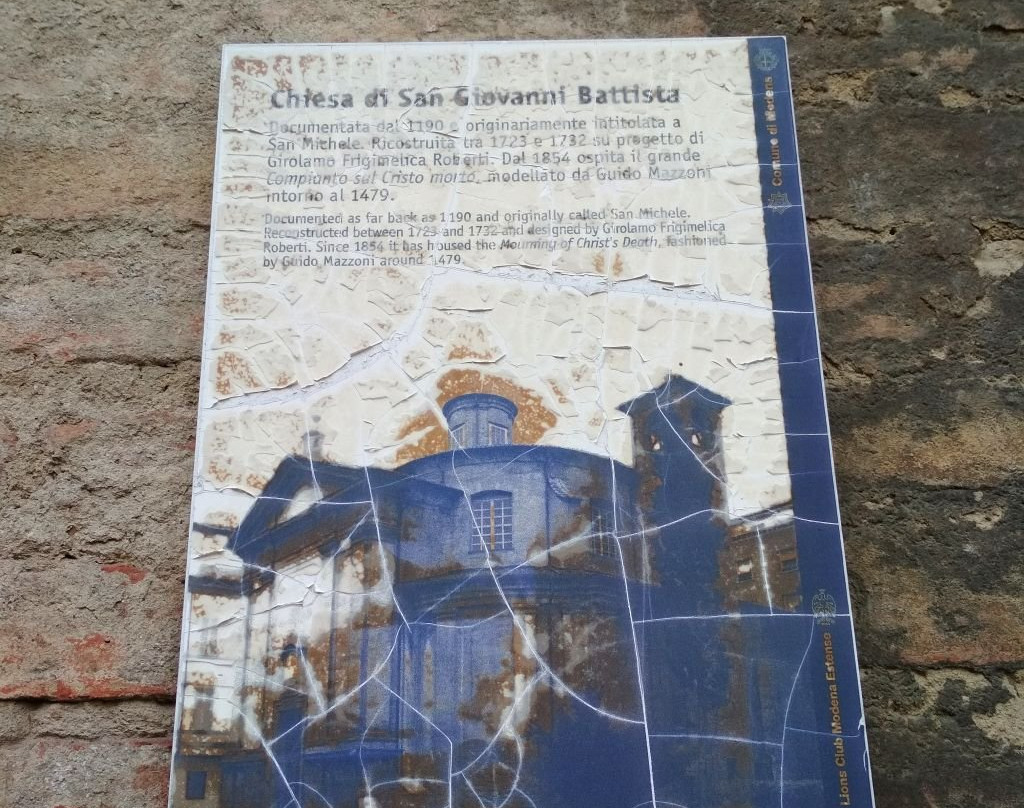 Chiesa di San Giovanni Battista
Documentata dal 1190 e originariamente intitolata a
San Michele. Ricostruita tra 1723 e 1732 su progetto di
Girolamo Frigimelica Roberti. Dal 1854 ospita il grande
Compianto sul Cristo morto, modellato da Guido Mazzoni
intorno al 1479.
Documented as far back as 1190 and originally called San Michele.
Reconstructed between 1723 and 1732 and designed by Girolamo Frigimelica
Roberti. Since 1854 it has housed the Mourning of Christ's Death, fashioned
by Guido Mazzoni around 1479.
Comune di Modena
Lions Club Modena Estense